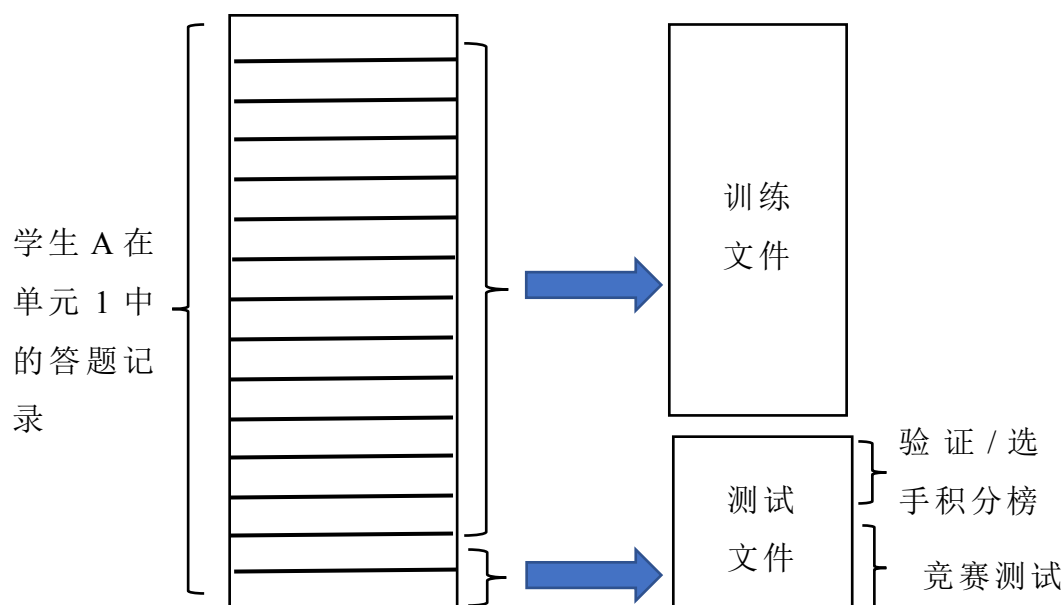 学生 A 在
单元 1 中
的答题记
录
训练
文件
测试
文件
验证/选
手积分榜
竞赛测试